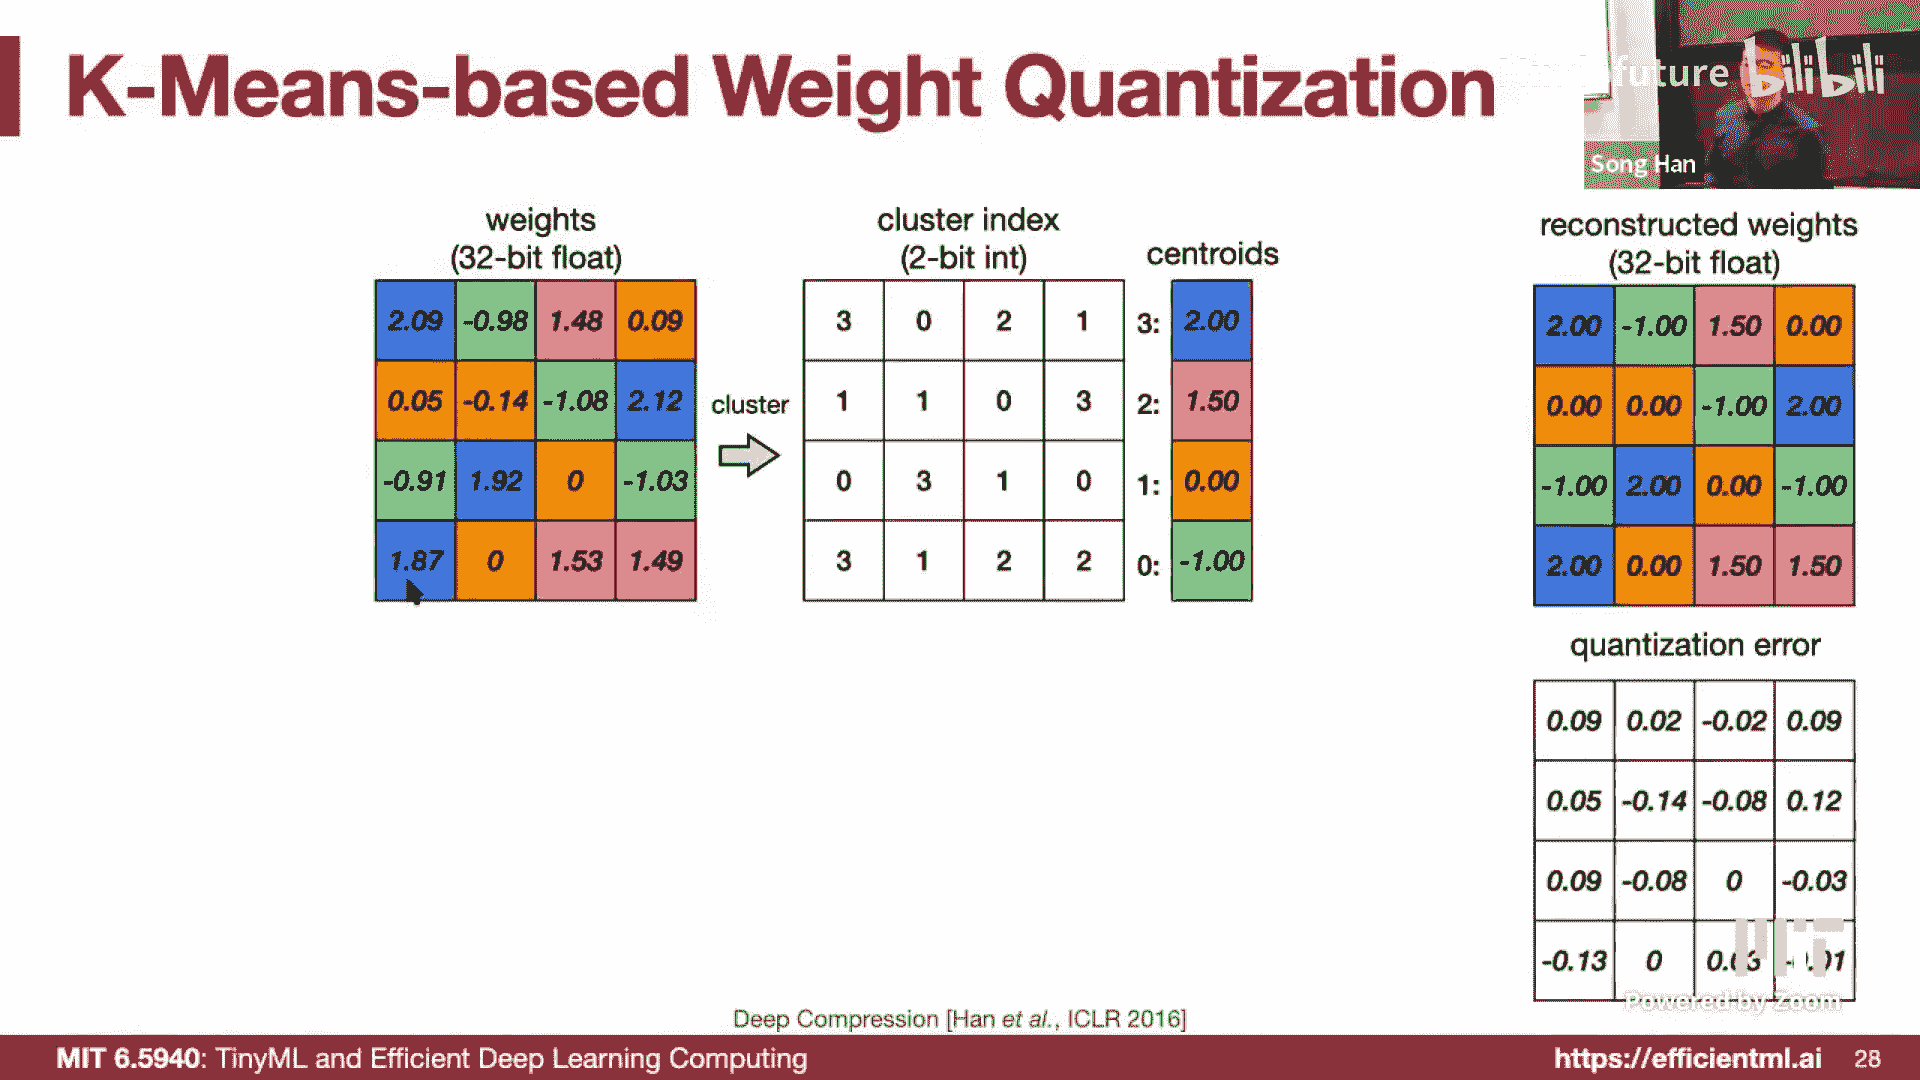 K-Means-based Weight Quantization
future bilibili
Song Han
weights
(32-bit float)
2.09 -0.98 1.48 0.09
0.05 -0.14 -1.08 2.12
-0.91 1.92 0 -1.03
1.87 0 1.53 1.49
cluster
cluster index
(2-bit int)
3 0 2 1
1 1 0 3
0 3 1 0
3 1 2 2
centroids
3: 2.00
2: 1.50
1: 0.00
0: -1.00
reconstructed weights
(32-bit float)
2.00 -1.00 1.50 0.00
0.00 0.00 -1.00 2.00
-1.00 2.00 0.00 -1.00
2.00 0.00 1.50 1.50
quantization error
0.09 0.02 -0.02 0.09
0.05 -0.14 -0.08 0.12
0.09 -0.08 0 -0.03
-0.13 0 0.03 -0.01
Powered by Zoom
Deep Compression [Han et al., ICLR 2016]
MIT 6.5940: TinyML and Efficient Deep Learning Computing
https://efficientml.ai 28